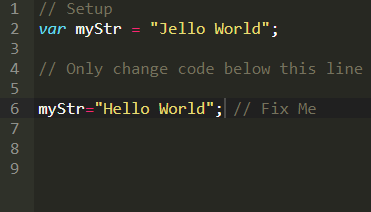 1 // Setup
2 var myStr = "Jello World";
3
4 // Only change code below this line
5
6 myStr="Hello World"; // Fix Me
7
8
9